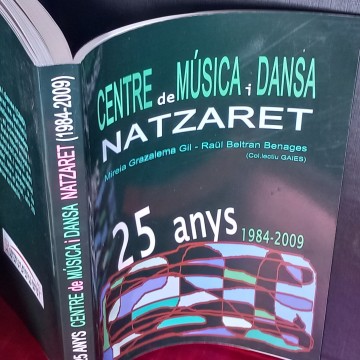 CENTRE de MÚSICA i DANSA
NATZARET
Mireia Grazalema Gil - Raül Beltran Benages
(Col.lectiu GAIES)
25 anys
1984-2009
25 ANYS CENTRE de MÚSICA i DANSA NATZARET (1984-2009)